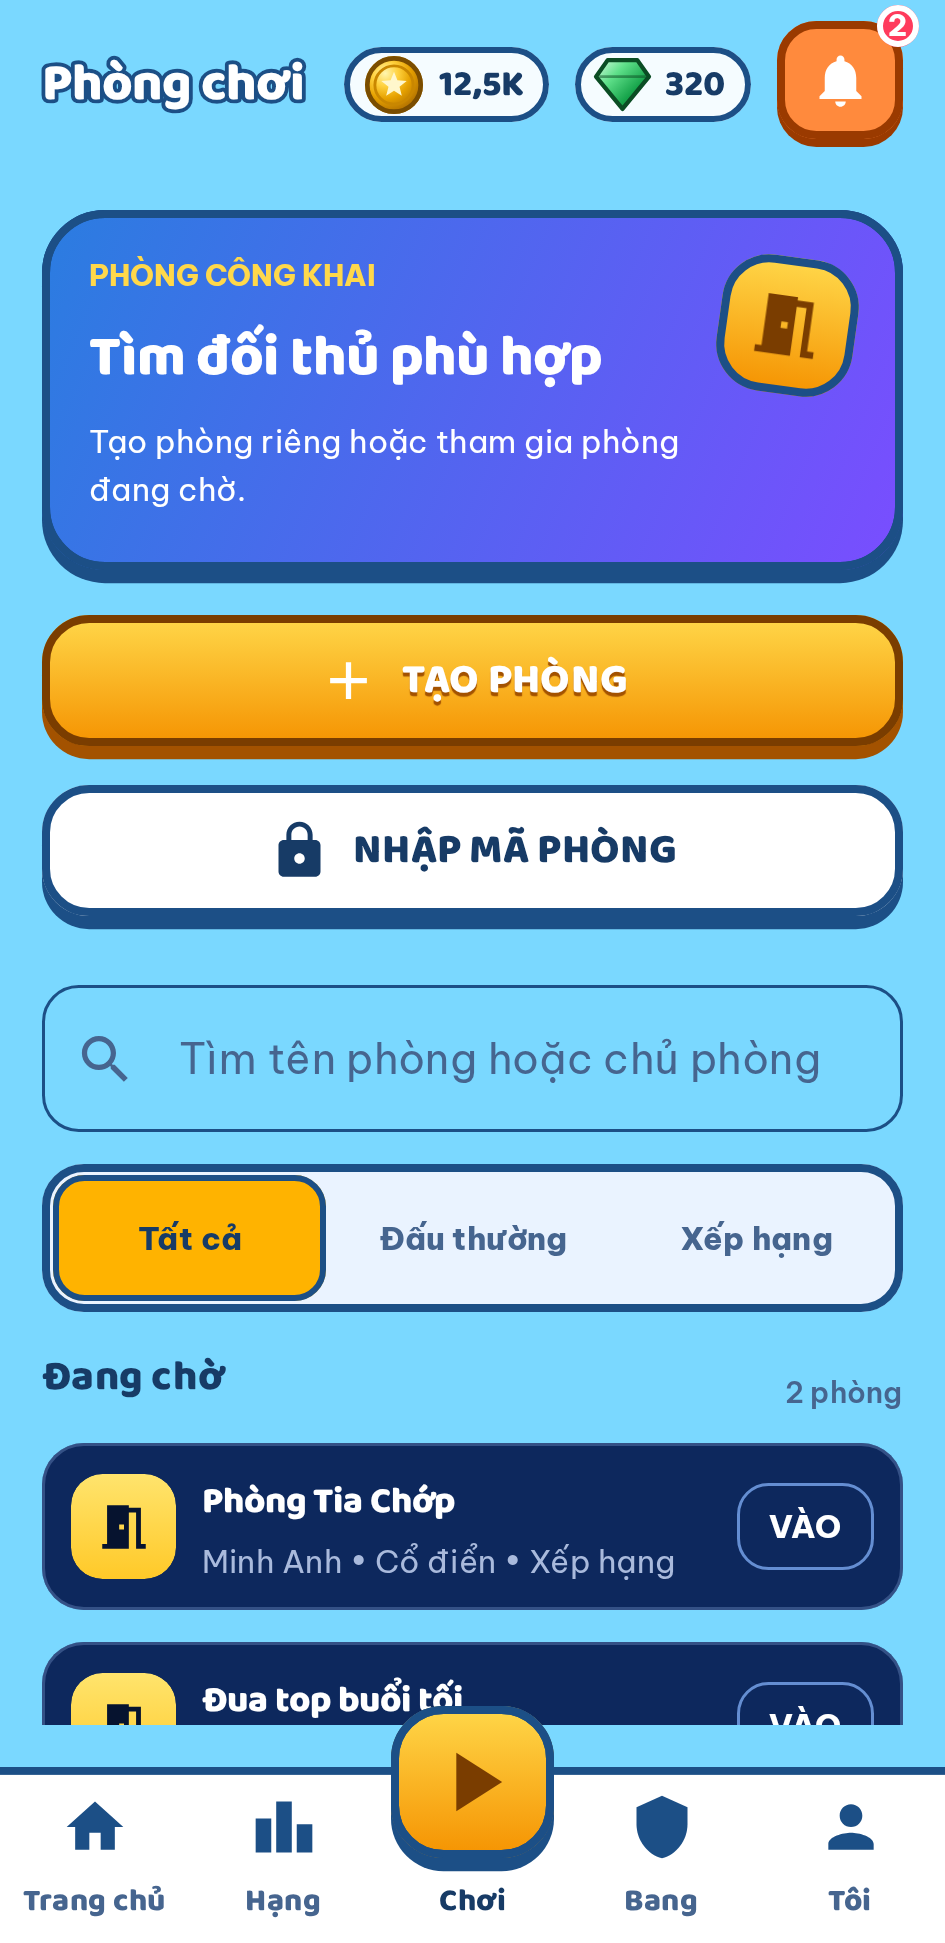 Phòng chơi
12,5K
320
2
PHÒNG CÔNG KHAI
Tìm đối thủ phù hợp
Tạo phòng riêng hoặc tham gia phòng
đang chờ.
TẠO PHÒNG
NHẬP MÃ PHÒNG
Tìm tên phòng hoặc chủ phòng
Tất cả
Đấu thường
Xếp hạng
Đang chờ
2 phòng
Phòng Tia Chớp
Minh Anh • Cổ điển • Xếp hạng
VÀO
Đua top buổi tối
VÀO
Trang chủ
Hạng
Chơi
Bang
Tôi